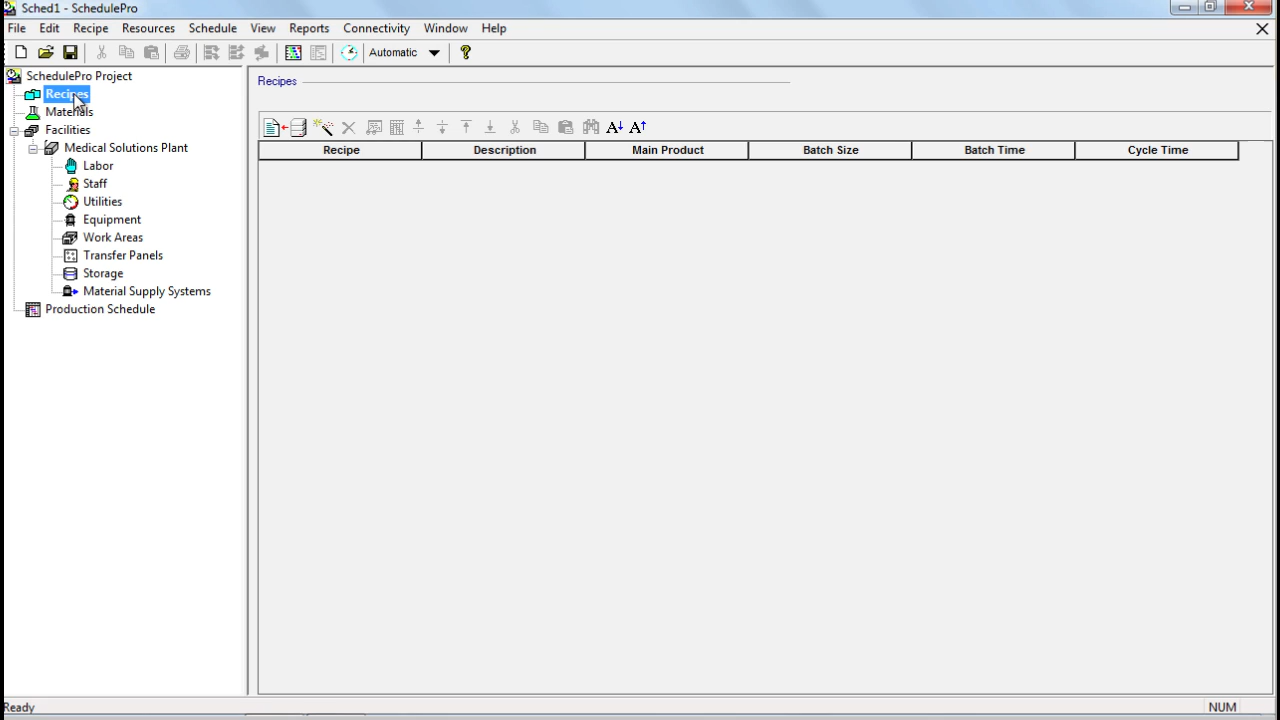 Sched1 - SchedulePro
File Edit Recipe Resources Schedule View Reports Connectivity Window Help
Automatic
SchedulePro Project
Recipes
Materials
Facilities
Medical Solutions Plant
Labor
Staff
Utilities
Equipment
Work Areas
Transfer Panels
Storage
Material Supply Systems
Production Schedule
Recipes
Recipe Description Main Product Batch Size Batch Time Cycle Time
Ready NUM